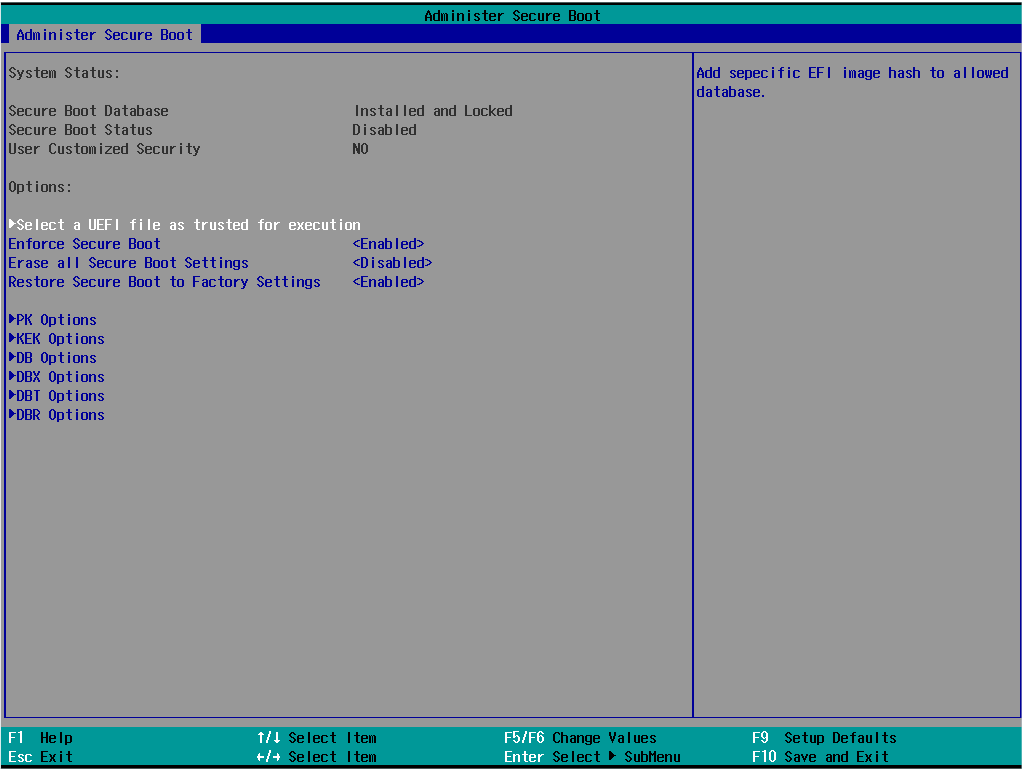 Administer Secure Boot
Administer Secure Boot
System Status:
Add sepecific EFI image hash to allowed
database.
Secure Boot Database Installed and Locked
Secure Boot Status Disabled
User Customized Security NO
Options:
▶Select a UEFI file as trusted for execution
Enforce Secure Boot <Enabled>
Erase all Secure Boot Settings <Disabled>
Restore Secure Boot to Factory Settings <Enabled>
▶PK Options
▶KEK Options
▶DB Options
▶DBX Options
▶DBT Options
▶DBR Options
F1 Help ↑/↓ Select Item F5/F6 Change Values F9 Setup Defaults
Esc Exit ←/→ Select Item Enter Select ▶ SubMenu F10 Save and Exit